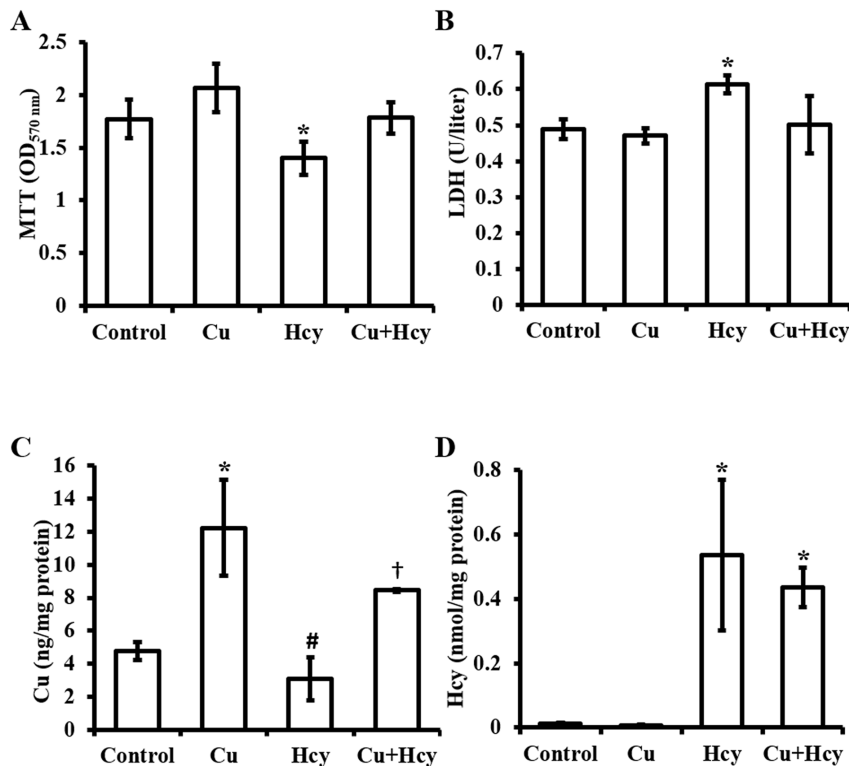 A
MTT (OD570 nm)
2.5
2
1.5
1
0.5
0
*
Control Cu Hcy Cu+Hcy
B
LDH (U/liter)
0.7
0.6
0.5
0.4
0.3
0.2
0.1
0
*
Control Cu Hcy Cu+Hcy
C
Cu (ng/mg protein)
16
14
12
10
8
6
4
2
0
*
#
†
Control Cu Hcy Cu+Hcy
D
Hcy (nmol/mg protein)
0.8
0.6
0.4
0.2
0
*
*
Control Cu Hcy Cu+Hcy